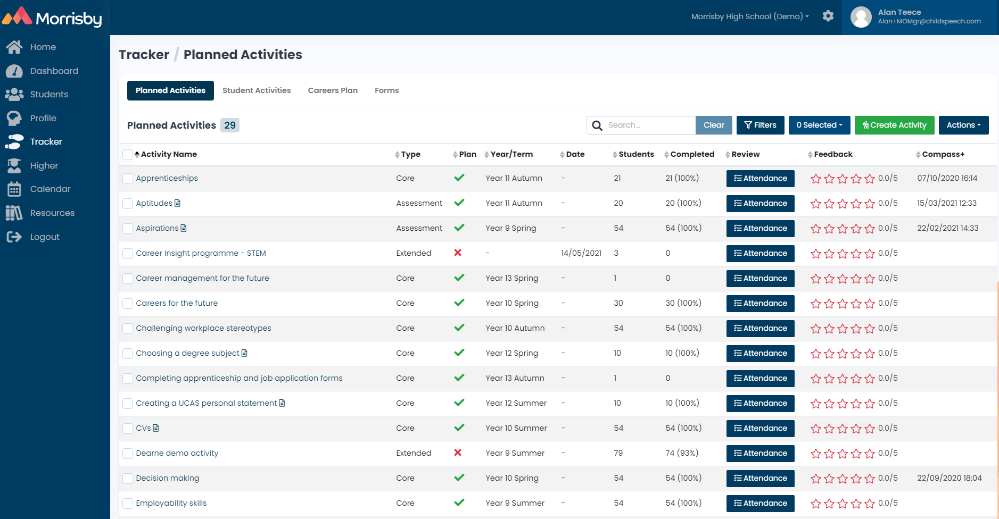 Morrisby
Morrisby High School (Demo)
Alan Teece
Alan+MOMgr@childspeech.com
Home
Dashboard
Students
Profile
Tracker
Higher
Calendar
Resources
Logout
Tracker / Planned Activities
Planned Activities Student Activities Careers Plan Forms
Planned Activities 29 Search... Clear Filters 0 Selected Create Activity Actions
Activity Name Type Plan Year/Term Date Students Completed Review Feedback Compass+
Apprenticeships Core Year 11 Autumn - 21 21 (100%) Attendance 0.0/5 07/10/2020 16:14
Aptitudes Assessment Year 11 Autumn - 20 20 (100%) Attendance 0.0/5 15/03/2021 12:33
Aspirations Assessment Year 9 Spring - 54 54 (100%) Attendance 0.0/5 22/02/2021 14:33
Career Insight programme - STEM Extended - 14/05/2021 3 0 Attendance 0.0/5
Career management for the future Core Year 13 Spring - 1 0 Attendance 0.0/5
Careers for the future Core Year 10 Spring - 30 30 (100%) Attendance 0.0/5
Challenging workplace stereotypes Core Year 10 Autumn - 54 54 (100%) Attendance 0.0/5
Choosing a degree subject Core Year 12 Spring - 10 10 (100%) Attendance 0.0/5
Completing apprenticeship and job application forms Core Year 13 Autumn - 1 0 Attendance 0.0/5
Creating a UCAS personal statement Core Year 12 Summer - 10 10 (100%) Attendance 0.0/5
CVs Core Year 10 Summer - 54 54 (100%) Attendance 0.0/5
Dearne demo activity Extended Year 9 Summer - 79 74 (93%) Attendance 0.0/5
Decision making Core Year 10 Spring - 54 54 (100%) Attendance 0.0/5 22/09/2020 18:04
Employability skills Core Year 9 Summer - 54 54 (100%) Attendance 0.0/5